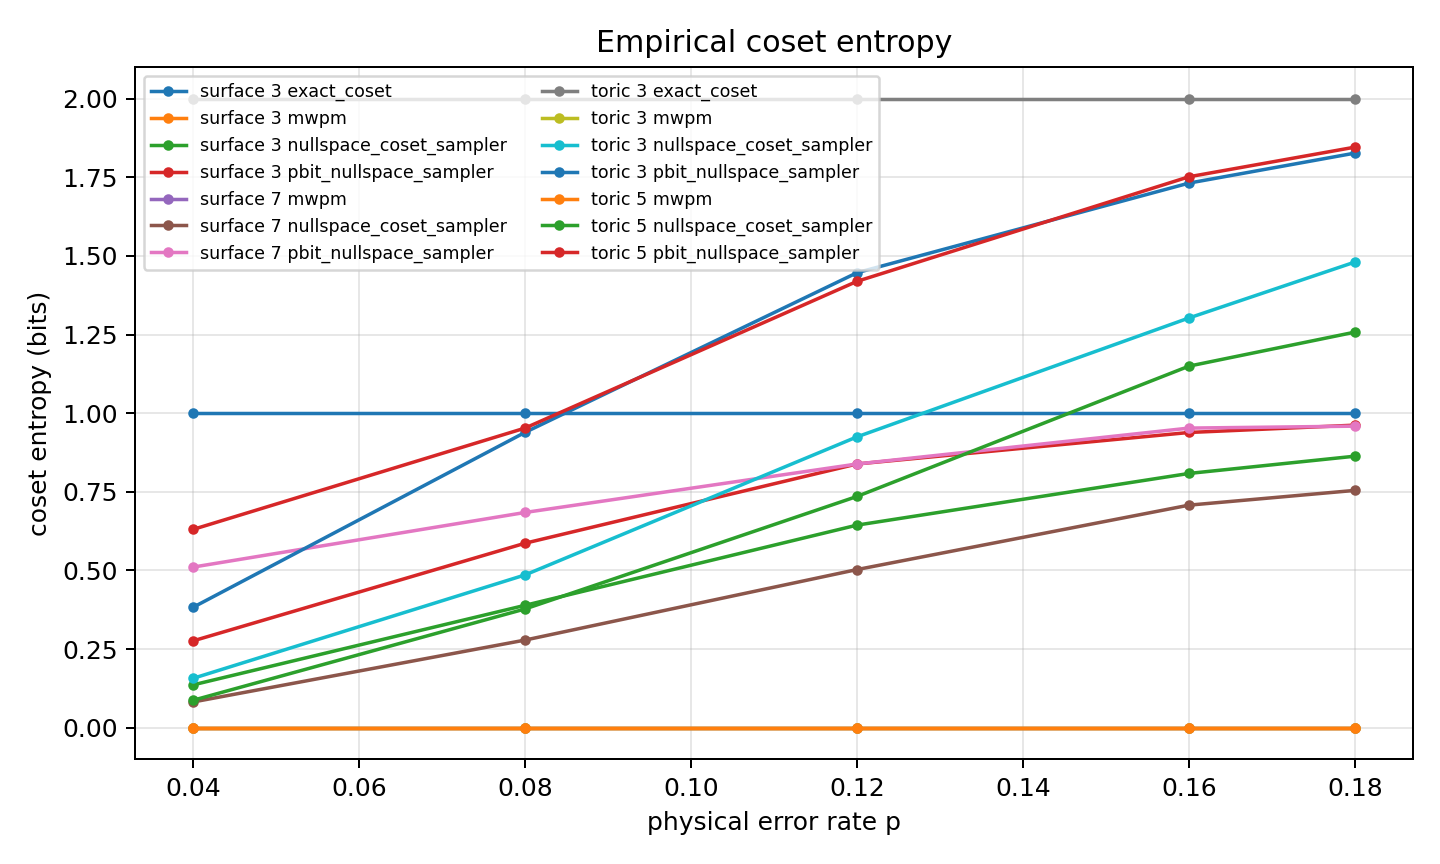 Empirical coset entropy
surface 3 exact_coset
surface 3 mwpm
surface 3 nullspace_coset_sampler
surface 3 pbit_nullspace_sampler
surface 7 mwpm
surface 7 nullspace_coset_sampler
surface 7 pbit_nullspace_sampler
toric 3 exact_coset
toric 3 mwpm
toric 3 nullspace_coset_sampler
toric 3 pbit_nullspace_sampler
toric 5 mwpm
toric 5 nullspace_coset_sampler
toric 5 pbit_nullspace_sampler
coset entropy (bits)
2.00
1.75
1.50
1.25
1.00
0.75
0.50
0.25
0.00
0.04 0.06 0.08 0.10 0.12 0.14 0.16 0.18
physical error rate p